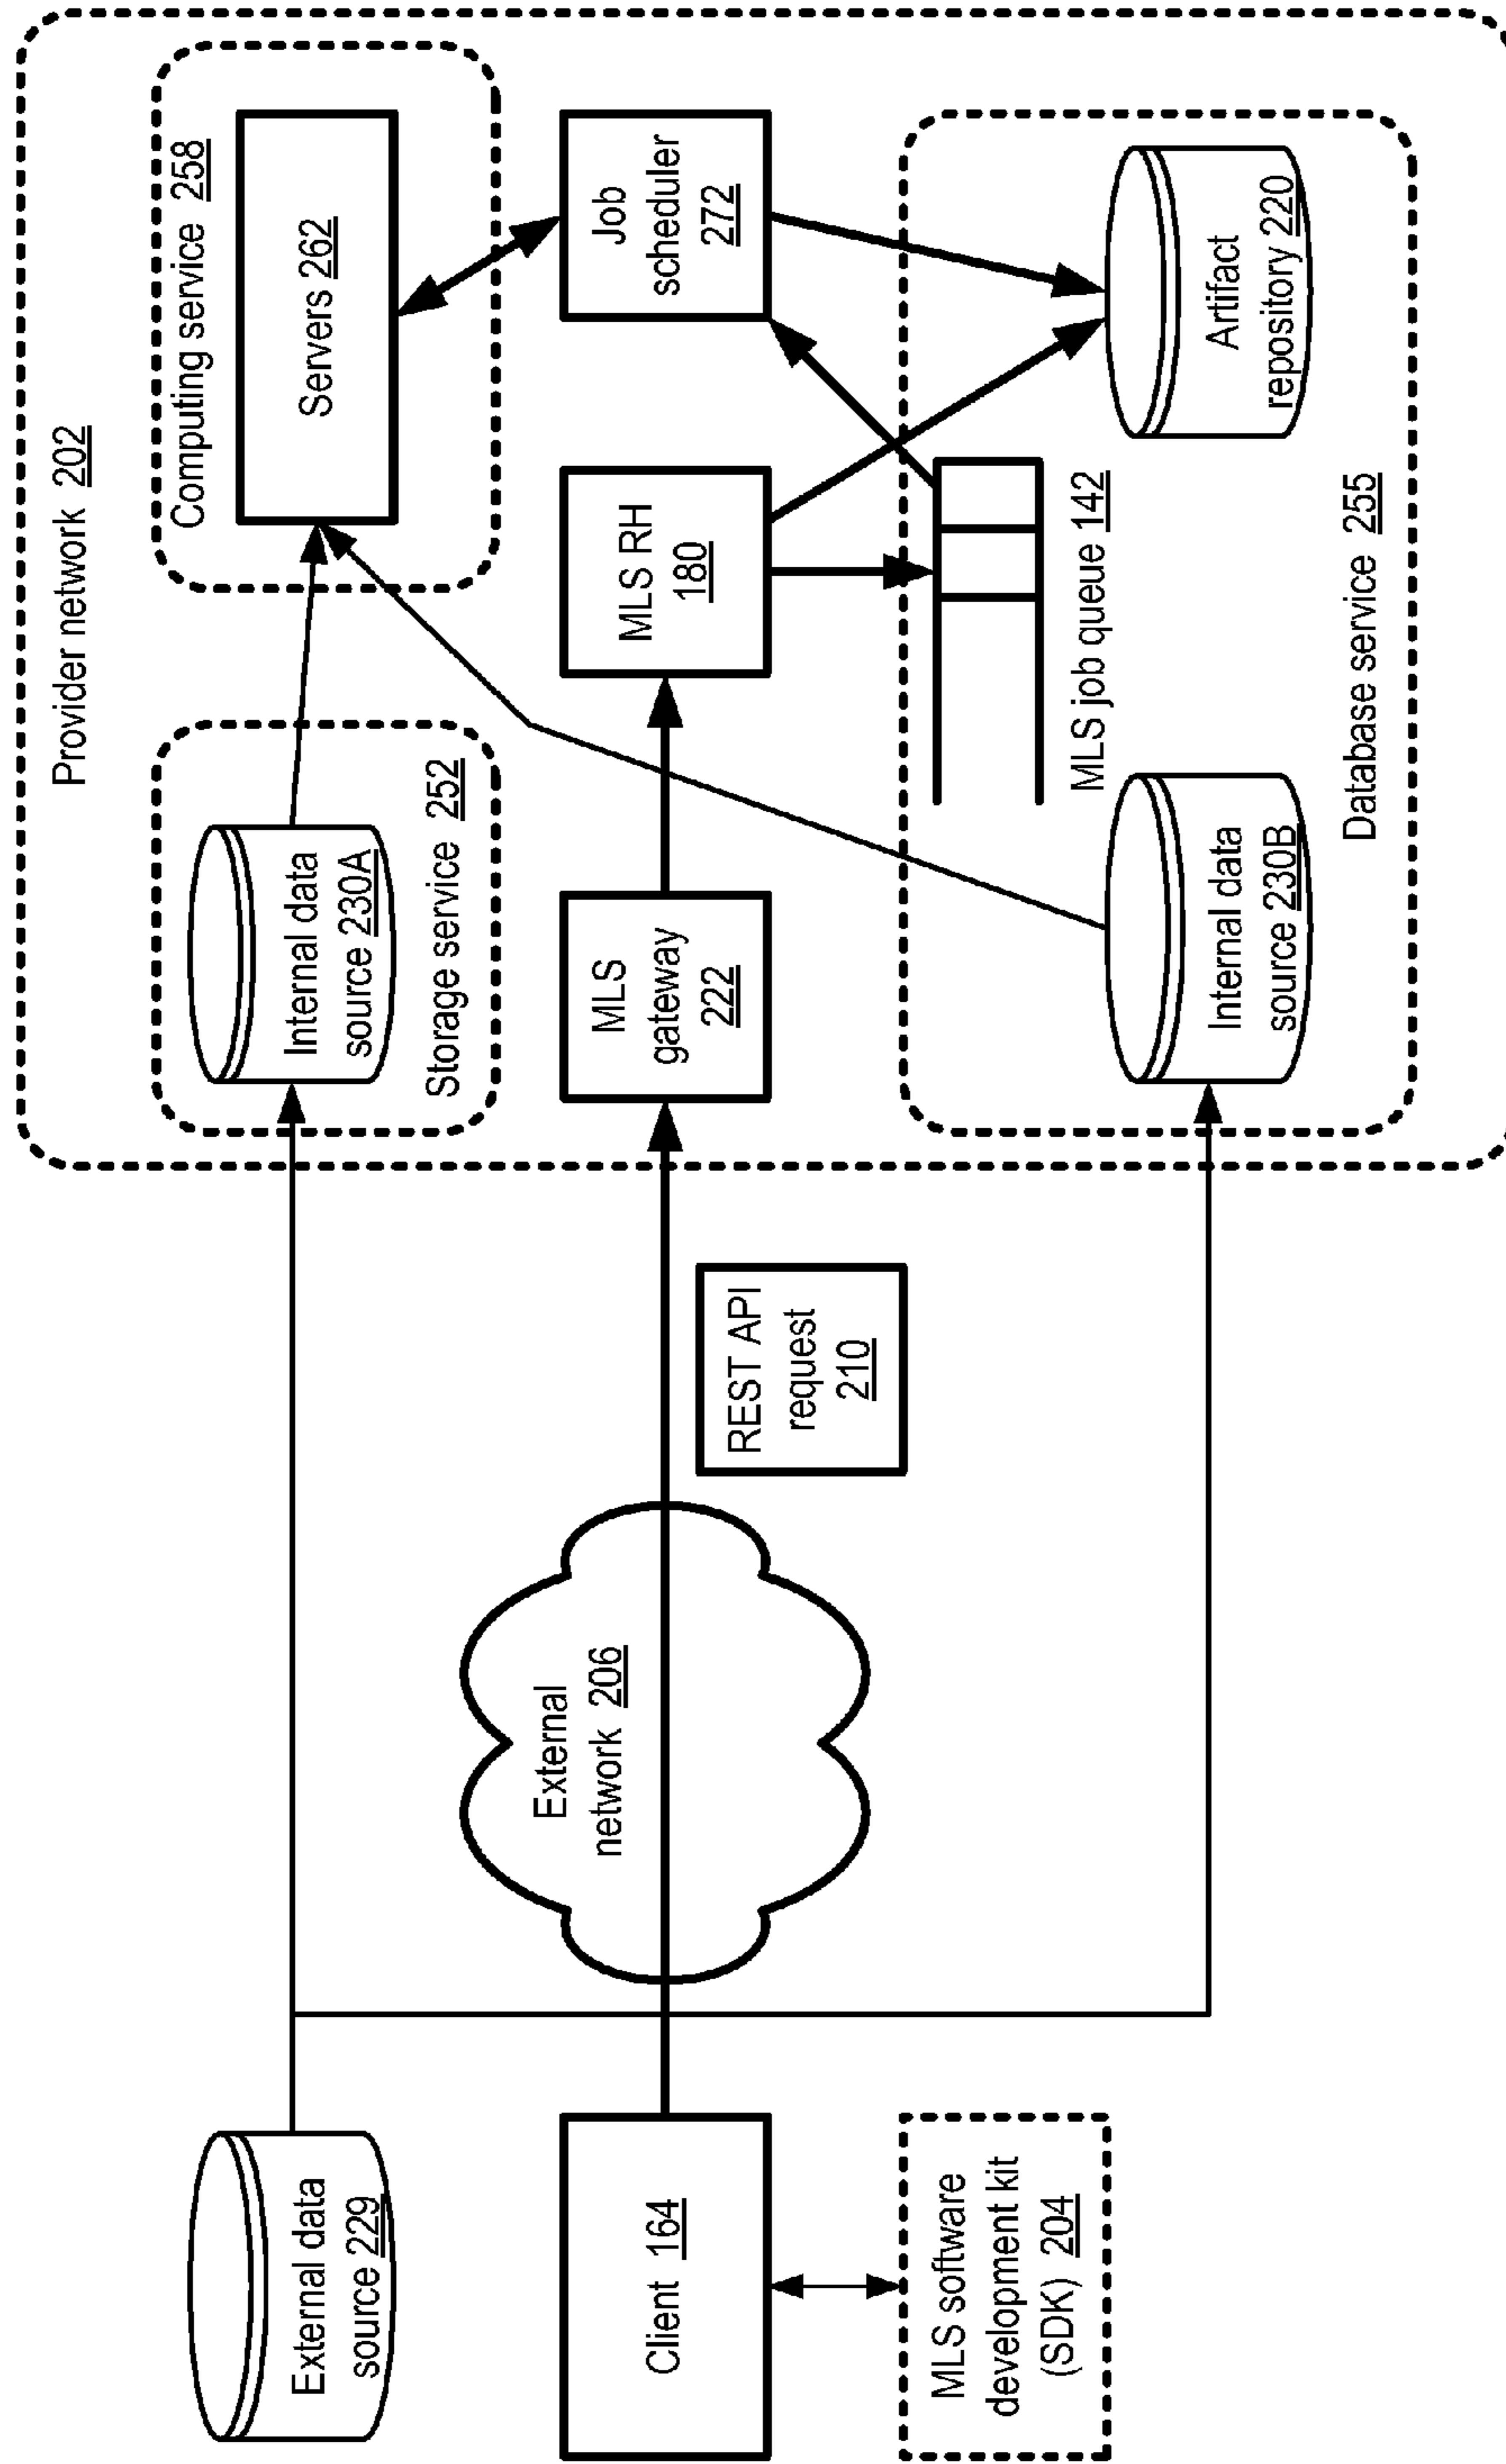 Provider network 202
Computing service 258
Servers 262
Internal data
source 230A
Storage service 252
External data
source 229
Job
scheduler
272
MLS RH
180
MLS
gateway
222
REST API
request
210
External
network 206
Client 164
MLS software
development kit
(SDK) 204
MLS job queue 142
Artifact
repository 220
Internal data
source 230B
Database service 255